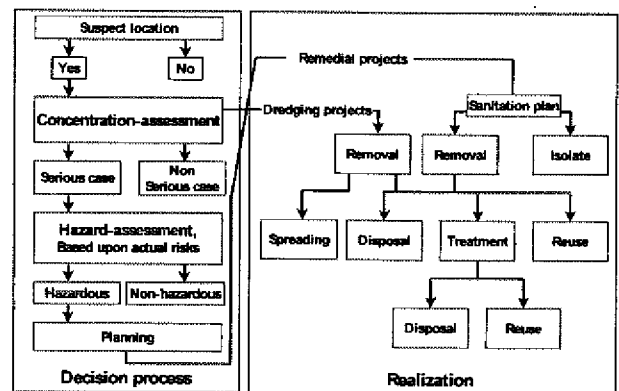 Suspect location
Yes
No
Concentration-assessment
Serious case
Non
Serious case
Hazard-assessment,
Based upon actual risks
Hazardous
Non-hazardous
Planning
Decision process
Remedial projects
Sanitation plan
Dredging projects
Removal
Removal
Isolate
Spreading
Disposal
Treatment
Reuse
Disposal
Reuse
Realization